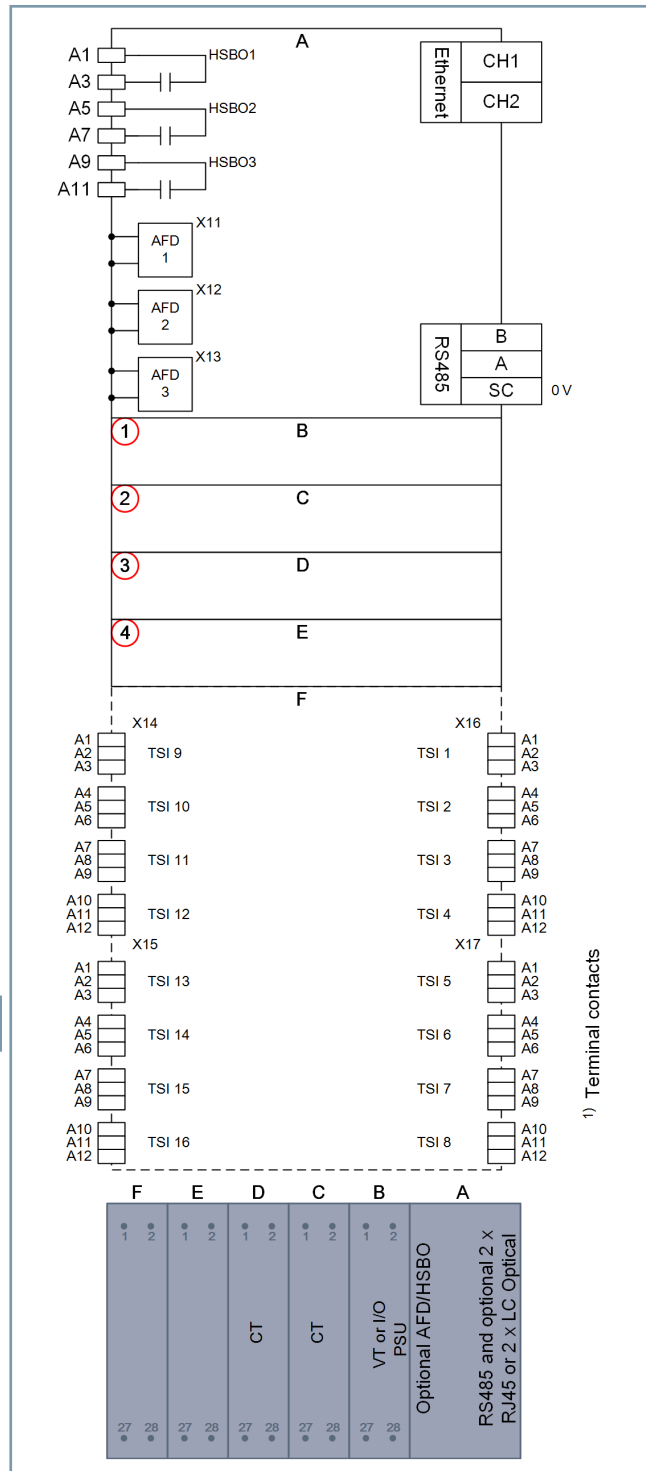 A
A1
HSBO1
A3
A5
HSBO2
A7
A9
HSBO3
A11
Ethernet
CH1
CH2
X11
AFD
1
X12
AFD
2
X13
AFD
3
RS485
B
A
SC
0 V
1
B
2
C
3
D
4
E
F
X14
A1
A2
A3
TSI 9
A4
A5
A6
TSI 10
A7
A8
A9
TSI 11
A10
A11
A12
TSI 12
X15
A1
A2
A3
TSI 13
A4
A5
A6
TSI 14
A7
A8
A9
TSI 15
A10
A11
A12
TSI 16
X16
TSI 1
A1
A2
A3
TSI 2
A4
A5
A6
TSI 3
A7
A8
A9
TSI 4
A10
A11
A12
X17
TSI 5
A1
A2
A3
TSI 6
A4
A5
A6
TSI 7
A7
A8
A9
TSI 8
A10
A11
A12
1) Terminal contacts
F E D C B A
1 2 1 2 1 2 1 2 1 2
CT
CT
VT or I/O
PSU
Optional AFD/HSBO
RS485 and optional 2 x
RJ45 or 2 x LC Optical
27 28 27 28 27 28 27 28 27 28